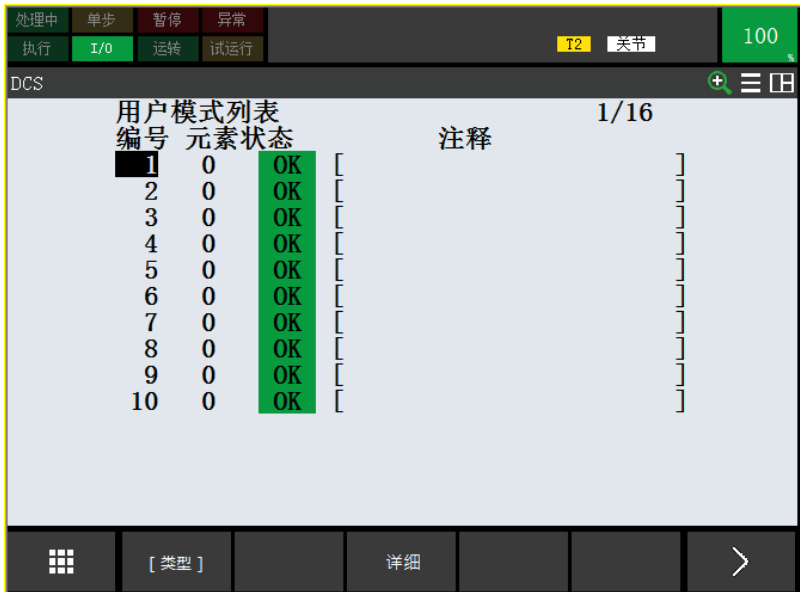 处理中 单步 暂停 异常
执行 I/O 运转 试运行 T2 关节 100 %
DCS
用户模式列表 1/16
编号 元素状态 注释
1 0 OK [ ]
2 0 OK [ ]
3 0 OK [ ]
4 0 OK [ ]
5 0 OK [ ]
6 0 OK [ ]
7 0 OK [ ]
8 0 OK [ ]
9 0 OK [ ]
10 0 OK [ ]
[ 类型 ] 详细